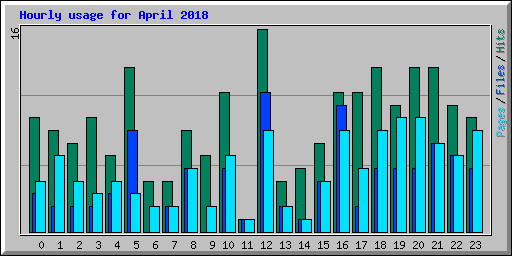 Hourly usage for April 2018
16
Pages/Files/Hits
0 1 2 3 4 5 6 7 8 9 10 11 12 13 14 15 16 17 18 19 20 21 22 23